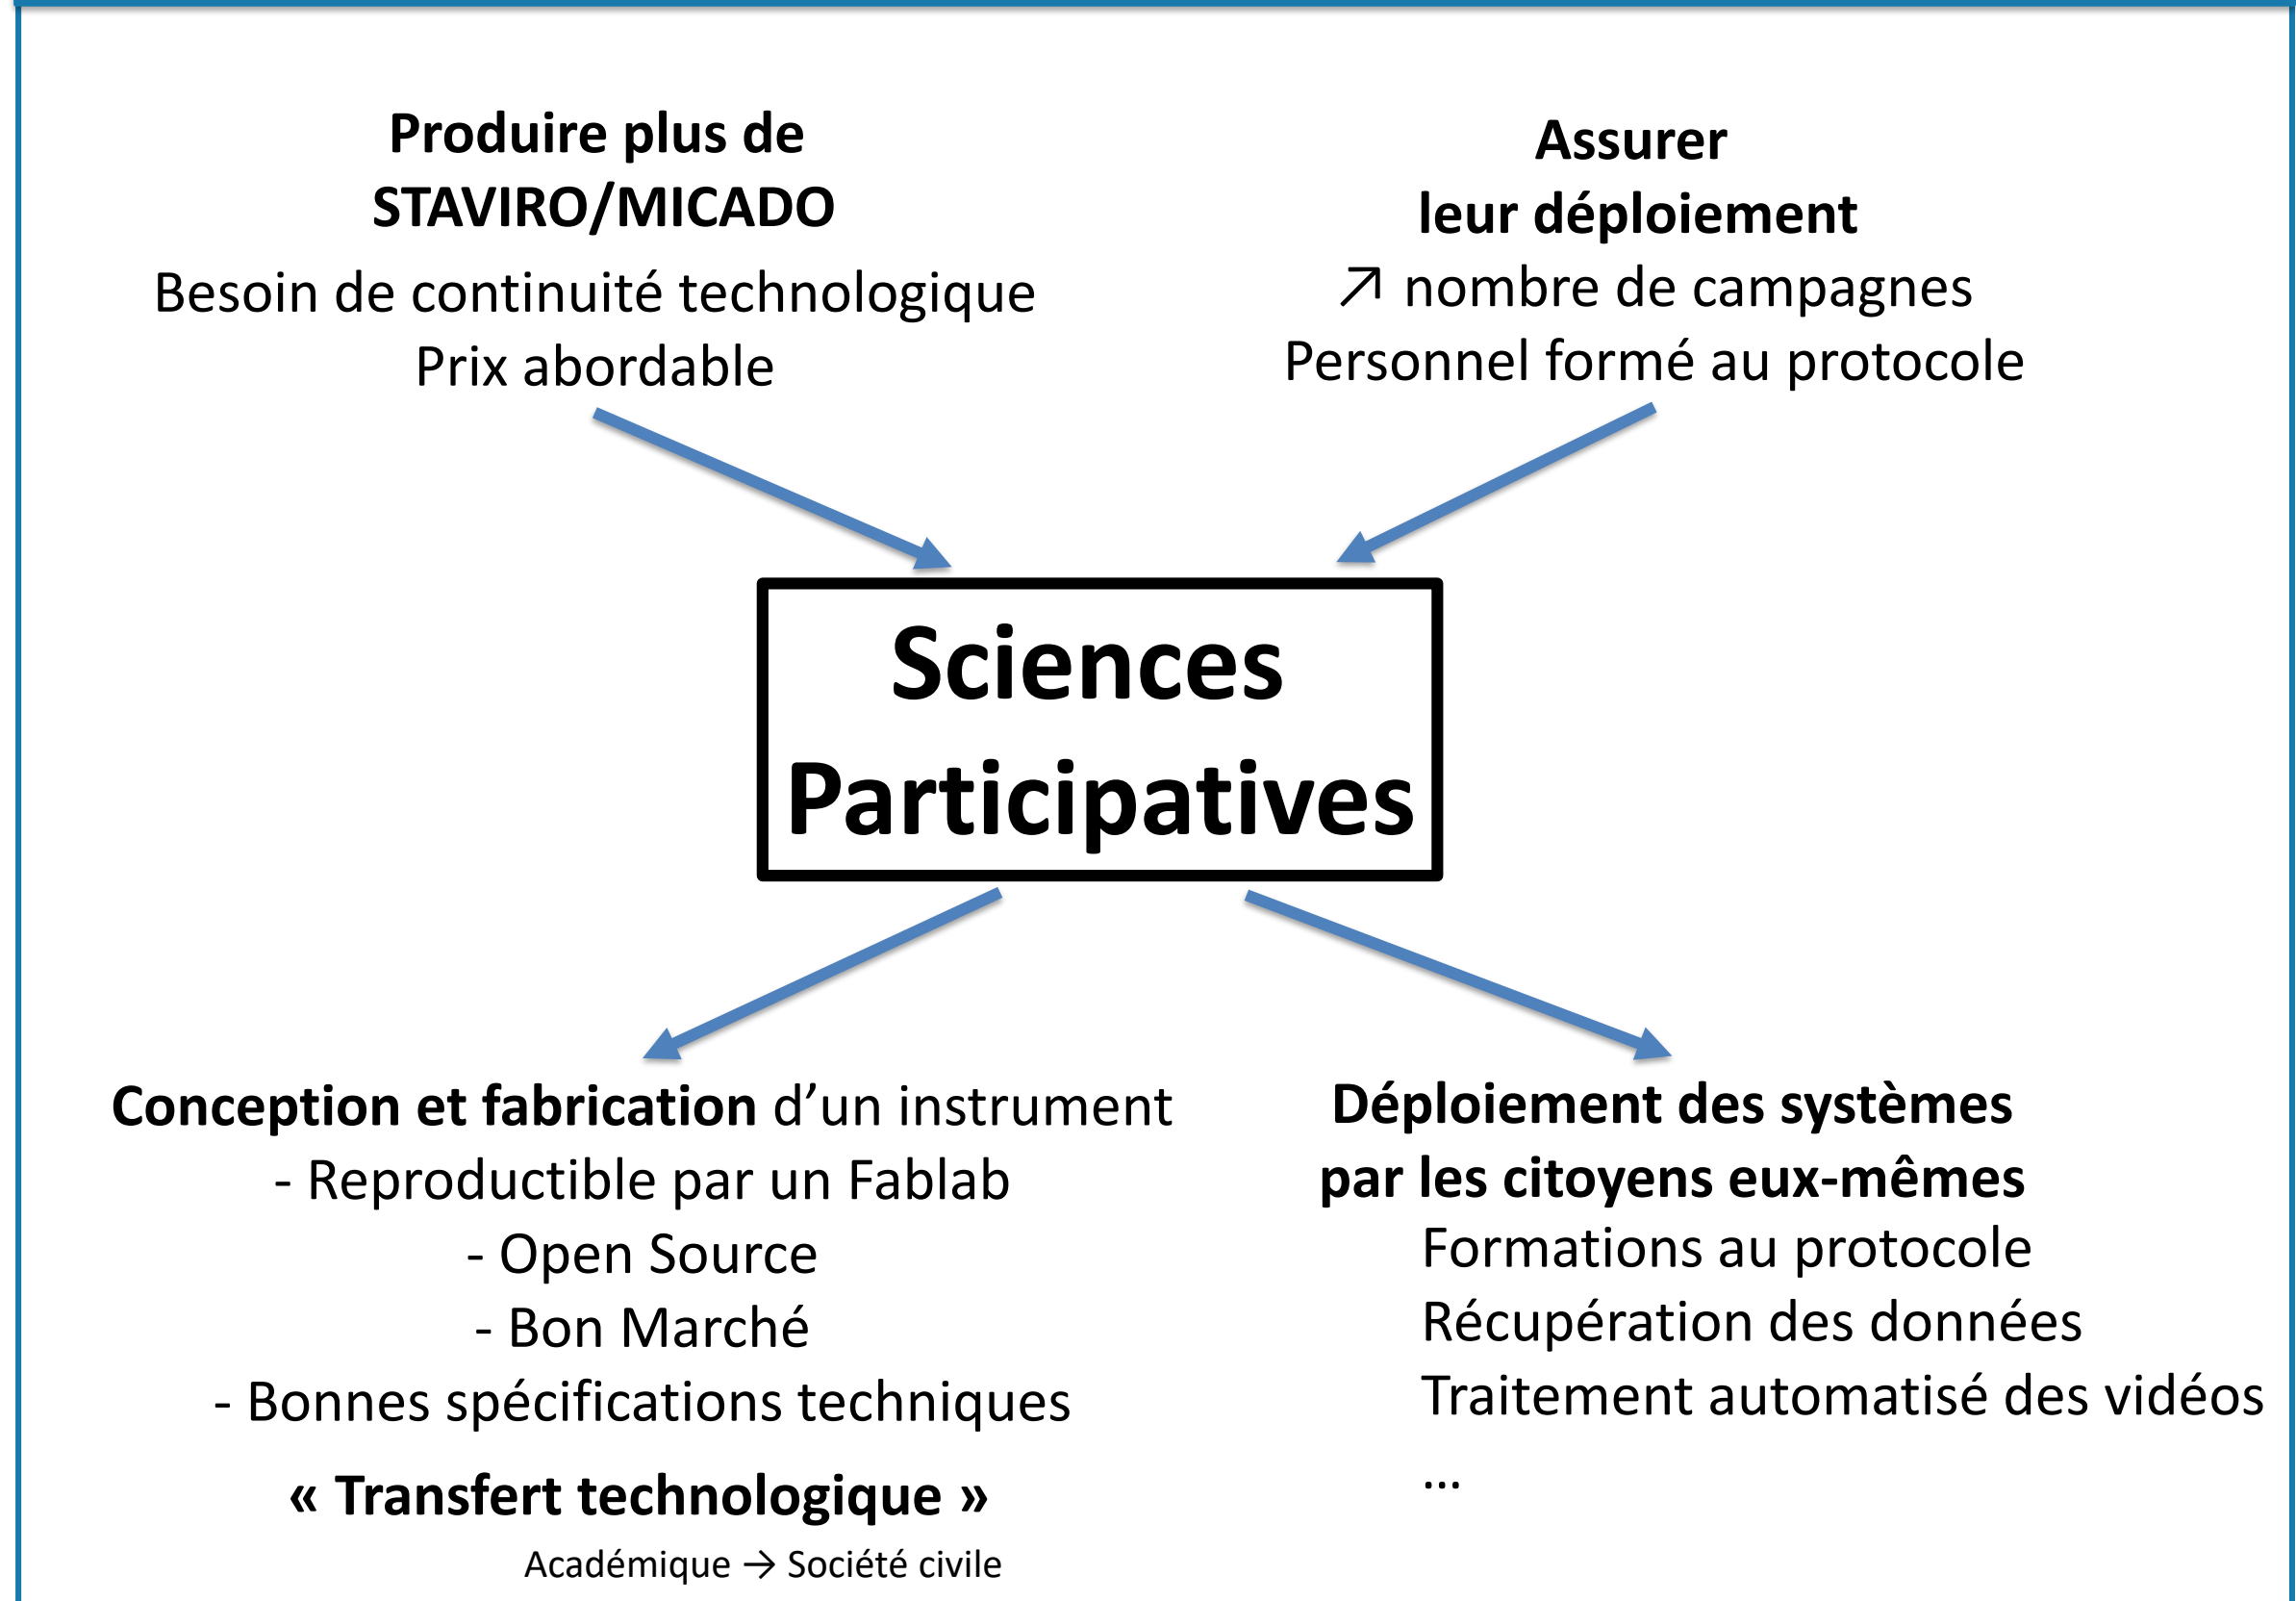 Produire plus de
STAVIRO/MICADO
Besoin de continuité technologique
Prix abordable
Assurer
leur déploiement
↗ nombre de campagnes
Personnel formé au protocole
Sciences
Participatives
Conception et fabrication d’un instrument
- Reproductible par un Fablab
- Open Source
- Bon Marché
- Bonnes spécifications techniques
« Transfert technologique »
Académique → Société civile
Déploiement des systèmes
par les citoyens eux-mêmes
Formations au protocole
Récupération des données
Traitement automatisé des vidéos
...